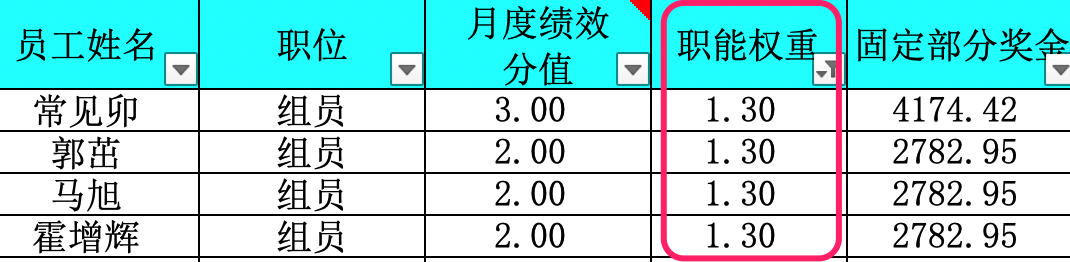 员工姓名 职位 月度绩效 职能权重 固定部分奖金
分值
常见卯 组员 3.00 1.30 4174.42
郭茁 组员 2.00 1.30 2782.95
马旭 组员 2.00 1.30 2782.95
霍增辉 组员 2.00 1.30 2782.95